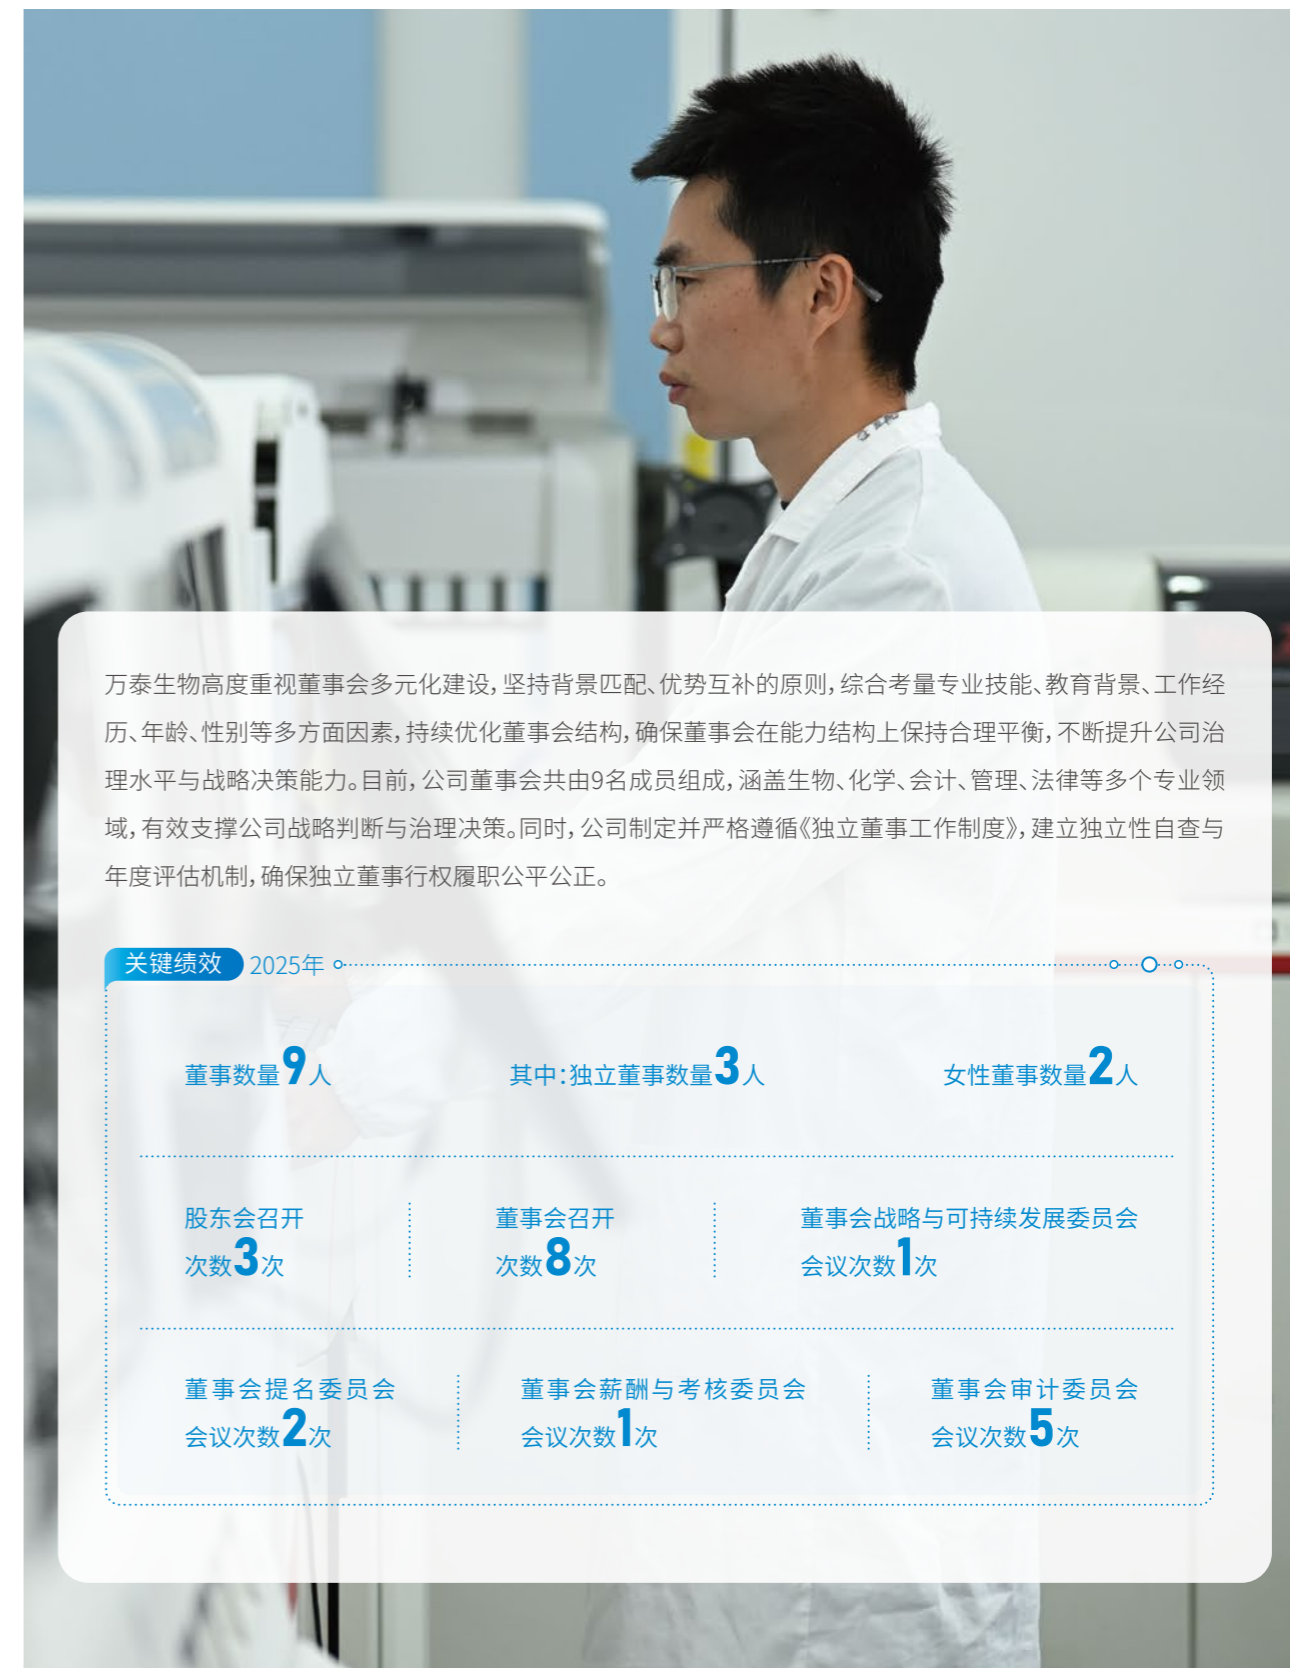 万泰生物高度重视董事会多元化建设，坚持背景匹配、优势互补的原则，综合考量专业技能、教育背景、工作经
历、年龄、性别等多方面因素，持续优化董事会结构，确保董事会在能力结构上保持合理平衡，不断提升公司治
理水平与战略决策能力。目前，公司董事会共由9名成员组成，涵盖生物、化学、会计、管理、法律等多个专业领
域，有效支撑公司战略判断与治理决策。同时，公司制定并严格遵循《独立董事工作制度》，建立独立性自查与
年度评估机制，确保独立董事行权履职公平公正。
关键绩效 2025年
董事数量9人 其中：独立董事数量3人 女性董事数量2人
股东会召开 董事会召开 董事会战略与可持续发展委员会
次数3次 次数8次 会议次数1次
董事会提名委员会 董事会薪酬与考核委员会 董事会审计委员会
会议次数2次 会议次数1次 会议次数5次